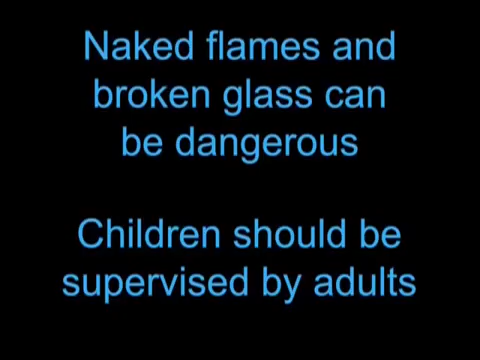 Naked flames and
broken glass can
be dangerous
Children should be
supervised by adults